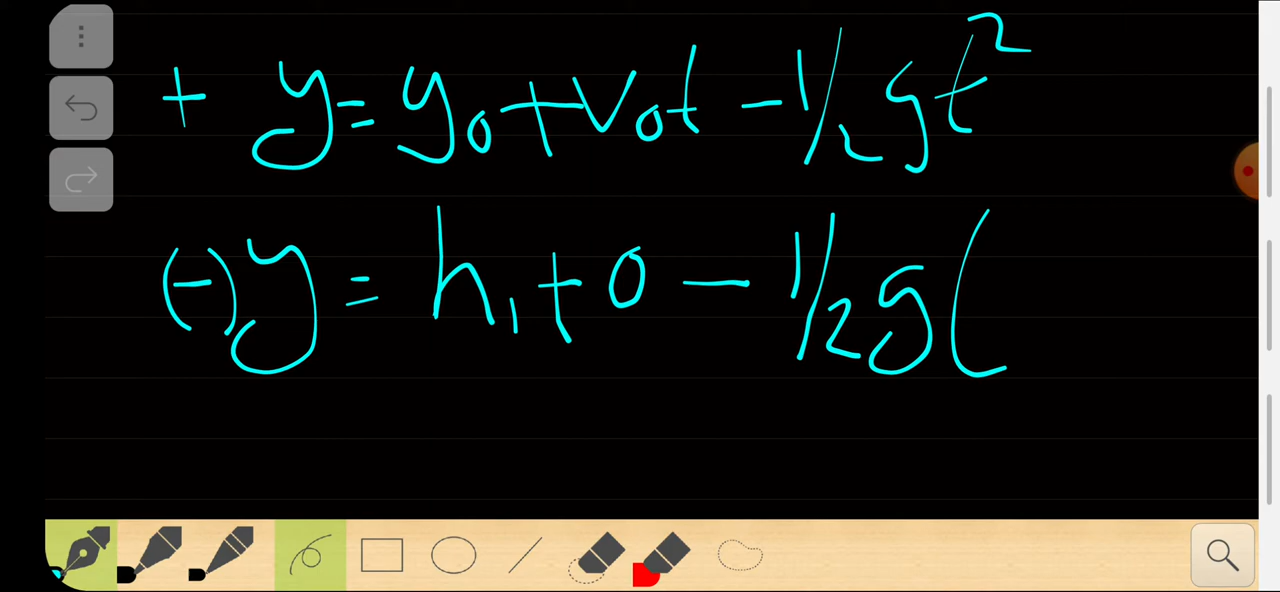 + y = y₀ + v₀t - 1/2 gt²
(-) y = h₁ + 0 - 1/2 g (